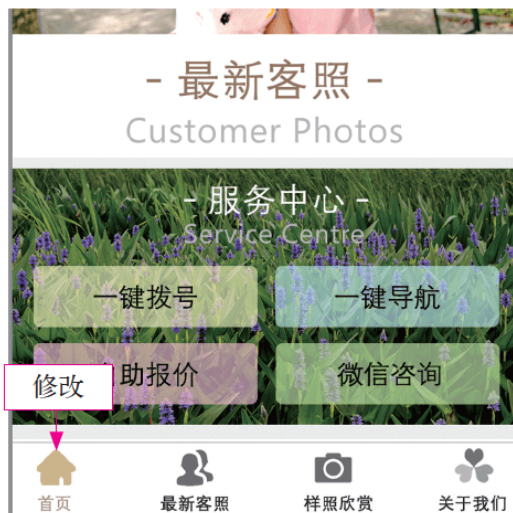 - 最新客照 -
Customer Photos
- 服务中心 -
Service Centre
一键拨号 一键导航
助报价 微信咨询
修改
首页 最新客照 样照欣赏 关于我们